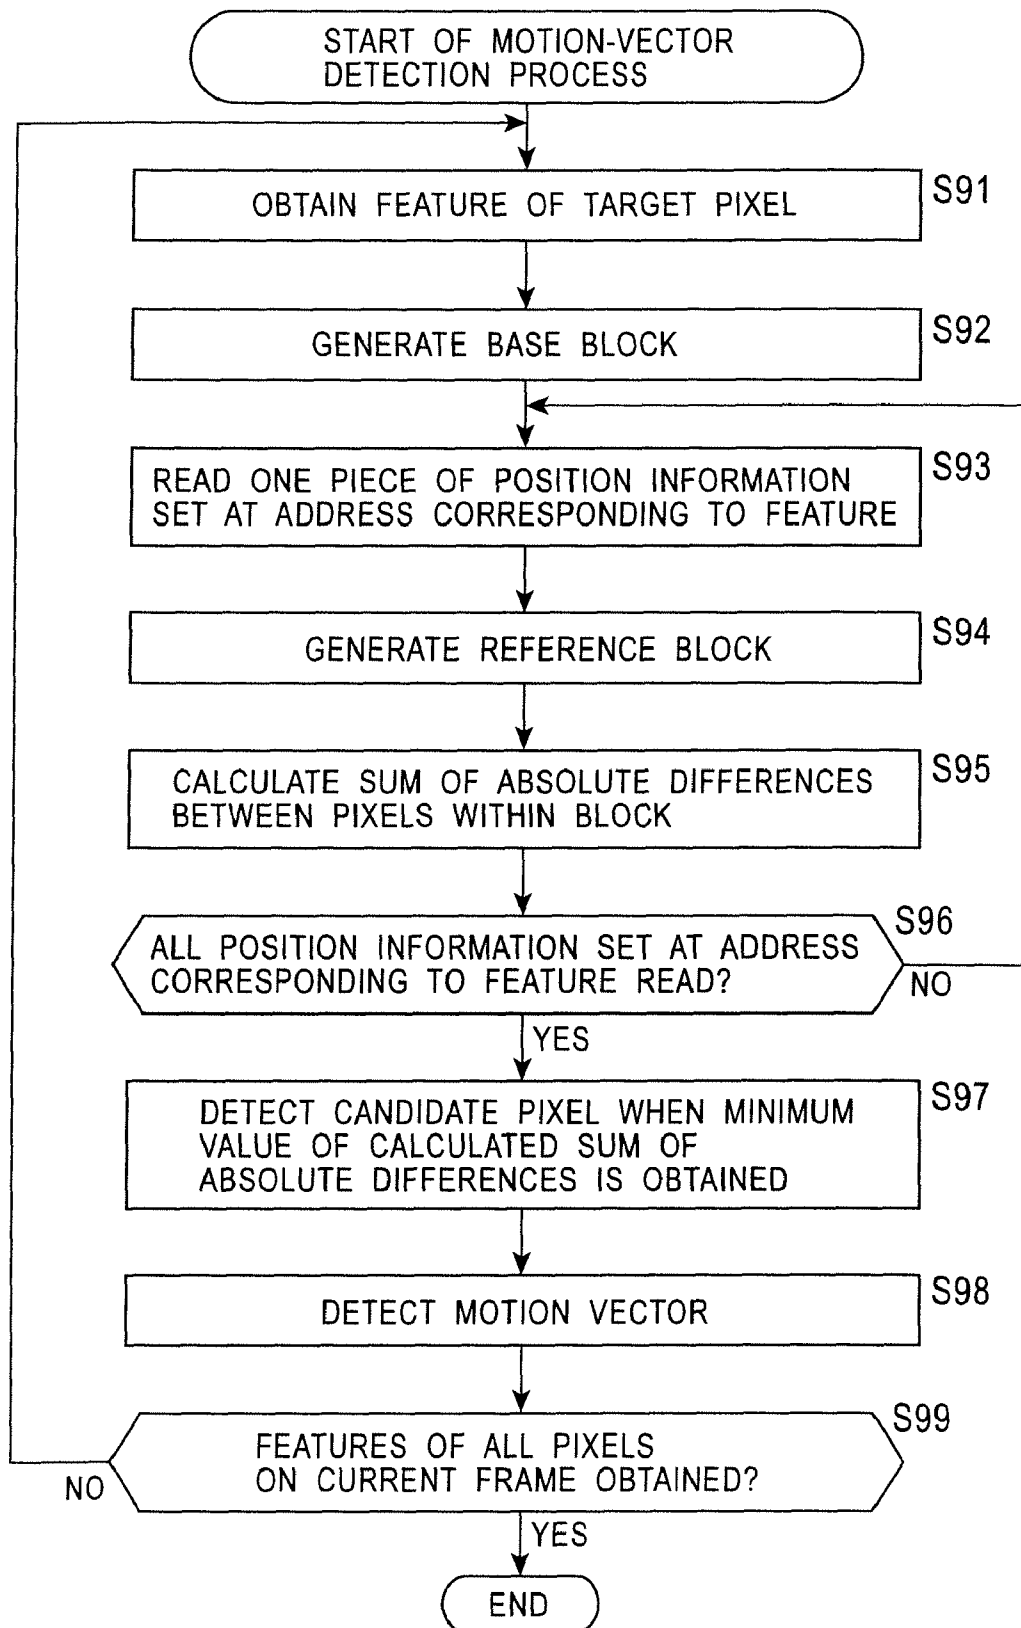 START OF MOTION-VECTOR
DETECTION PROCESS
OBTAIN FEATURE OF TARGET PIXEL
S91
GENERATE BASE BLOCK
S92
READ ONE PIECE OF POSITION INFORMATION
SET AT ADDRESS CORRESPONDING TO FEATURE
S93
GENERATE REFERENCE BLOCK
S94
CALCULATE SUM OF ABSOLUTE DIFFERENCES
BETWEEN PIXELS WITHIN BLOCK
S95
ALL POSITION INFORMATION SET AT ADDRESS
CORRESPONDING TO FEATURE READ?
S96
NO
YES
DETECT CANDIDATE PIXEL WHEN MINIMUM
VALUE OF CALCULATED SUM OF
ABSOLUTE DIFFERENCES IS OBTAINED
S97
DETECT MOTION VECTOR
S98
FEATURES OF ALL PIXELS
ON CURRENT FRAME OBTAINED?
S99
NO
YES
END